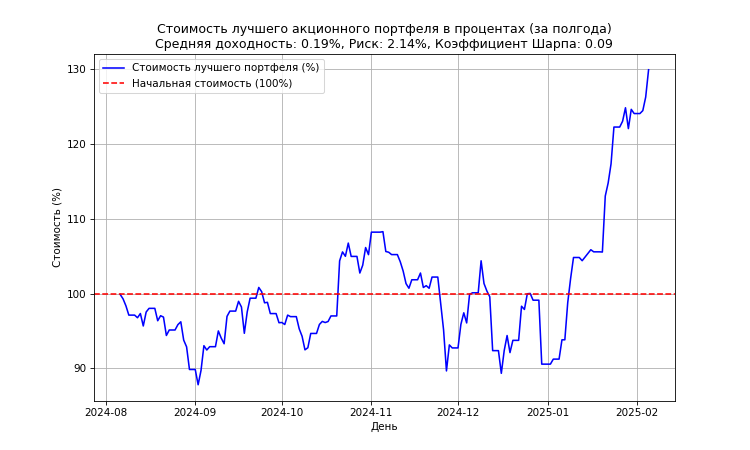 Стоимость лучшего акционного портфеля в процентах (за полгода)
Средняя доходность: 0.19%, Риск: 2.14%, Коэффициент Шарпа: 0.09
Стоимость лучшего портфеля (%)
Начальная стоимость (100%)
Стоимость (%)
130
120
110
100
90
2024-08 2024-09 2024-10 2024-11 2024-12 2025-01 2025-02
День